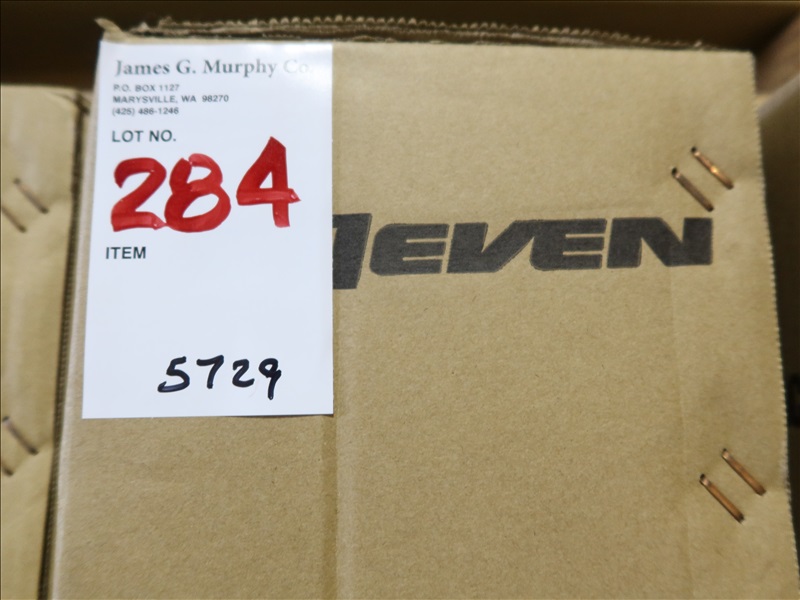 James G. Murphy Co.
P.O. BOX 1127
MARYSVILLE, WA 98270
(425) 486-1246
LOT NO.
284
ITEM
5729
EVEN